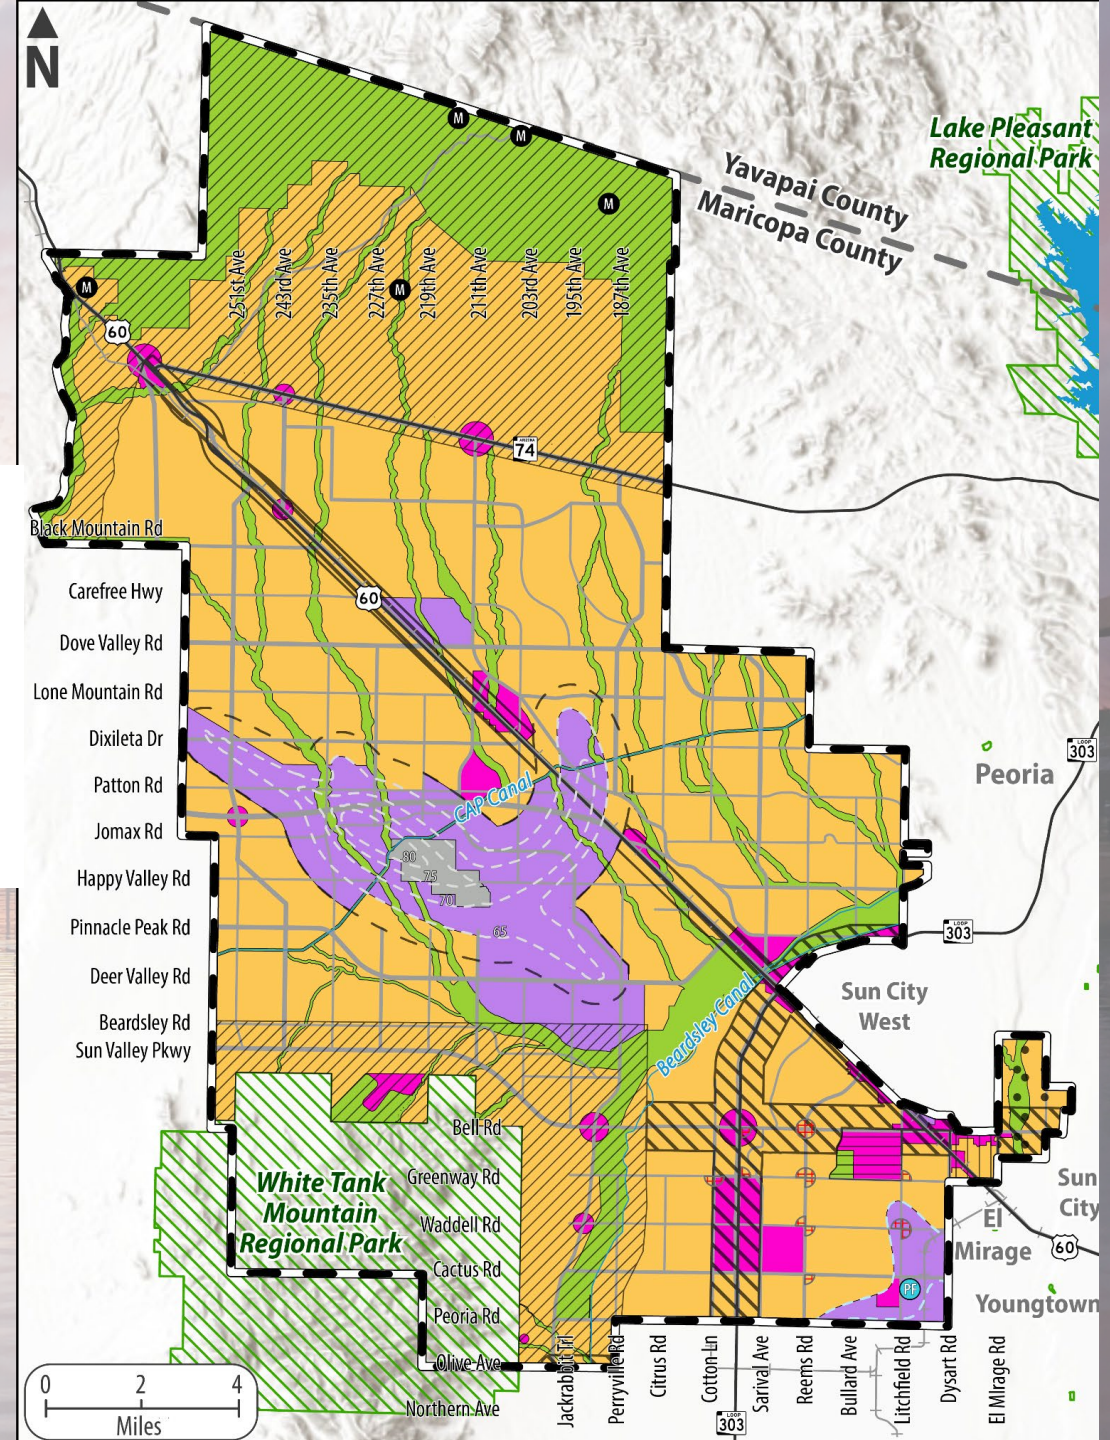 N
Lake Pleasant
Regional Park
Yavapai County
Maricopa County
M
M
M
M
M
251st Ave
243rd Ave
235th Ave
227th Ave
219th Ave
211th Ave
203rd Ave
195th Ave
187th Ave
60
ARIZONA
74
Black Mountain Rd
Carefree Hwy
60
Dove Valley Rd
Lone Mountain Rd
Dixileta Dr
LOOP
303
Peoria
Patton Rd
CAP Canal
Jomax Rd
80
75
70
65
Happy Valley Rd
Pinnacle Peak Rd
LOOP
303
Deer Valley Rd
Beardsley Canal
Sun City
West
Beardsley Rd
Sun Valley Pkwy
Bell Rd
Greenway Rd
White Tank
Mountain
Regional Park
Waddell Rd
Cactus Rd
Peoria Rd
Olive Ave
Northern Ave
Sun
City
El
Mirage
60
PF
Youngtown
Jackrabbit Trl
Perryville Rd
Citrus Rd
Cotton Ln
Sarival Ave
Reems Rd
Bullard Ave
Litchfield Rd
Dysart Rd
El MIrage Rd
LOOP
303
0 2 4
Miles